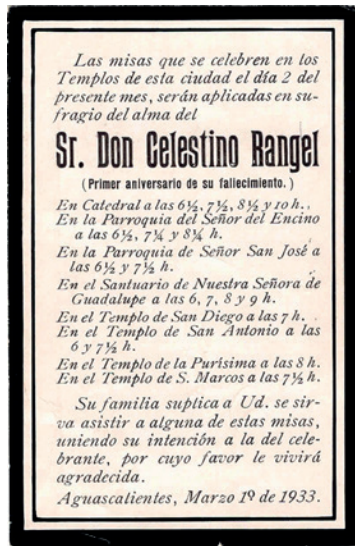 Las misas que se celebren en los
Templos de esta ciudad el día 2 del
presente mes, serán aplicadas en su-
fragio del alma del
Sr. Don Celestino Rangel
(Primer aniversario de su fallecimiento.)
En Catedral a las 6½, 7½, 8½ y 10 h..
En la Parroquia del Señor del Encino
a las 6½, 7¼ y 8¼ h.
En la Parroquia de Señor San José a
las 6½ y 7½ h.
En el Santuario de Nuestra Señora de
Guadalupe a las 6, 7, 8 y 9 h.
En el Templo de San Diego a las 7 h.
En el Templo de San Antonio a las
6 y 7½ h.
En el Templo de la Purísima a las 8 h.
En el Templo de S. Marcos a las 7½ h.
Su familia suplica a Ud. se sir-
va asistir a alguna de estas misas,
uniendo su intención a la del cele-
brante, por cuyo favor le vivirá
agradecida.
Aguascalientes, Marzo 1º de 1933.